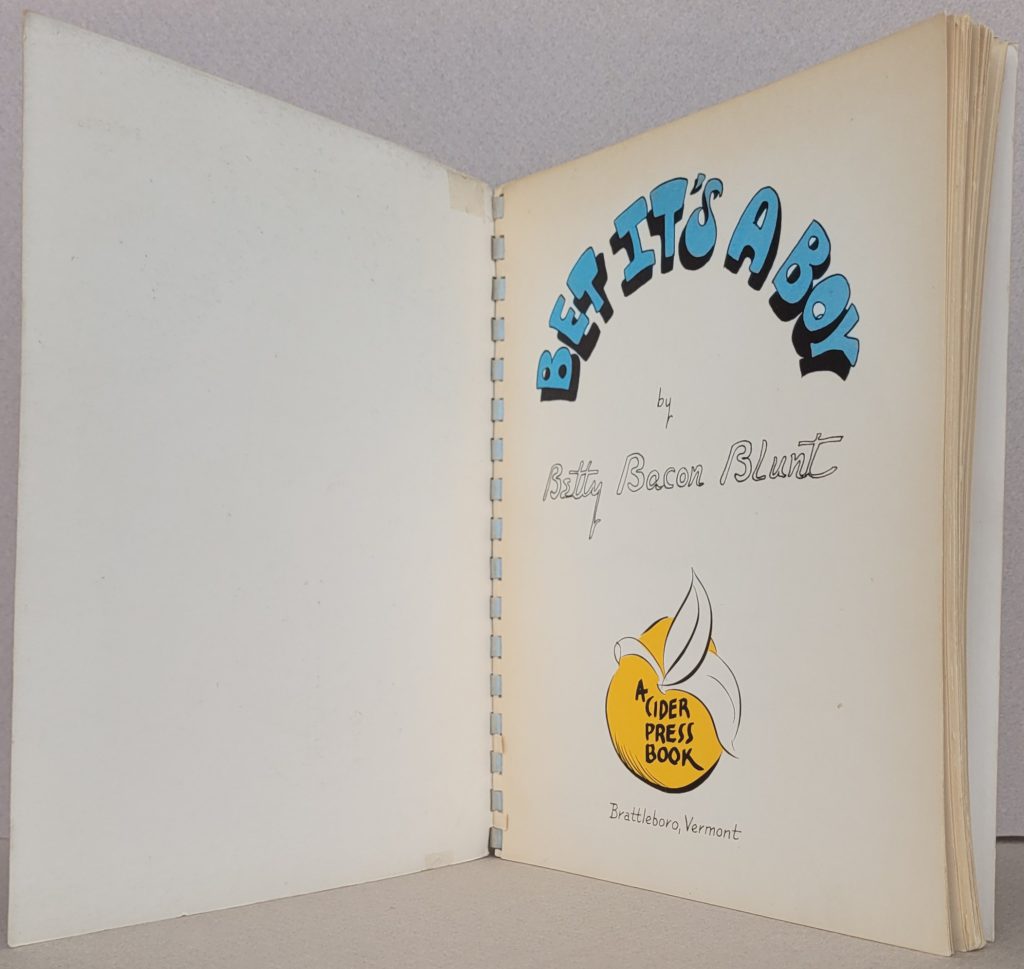 BET IT'S A BOY
by
Betty Bacon Blunt
A
CIDER
PRESS
BOOK
Brattleboro, Vermont